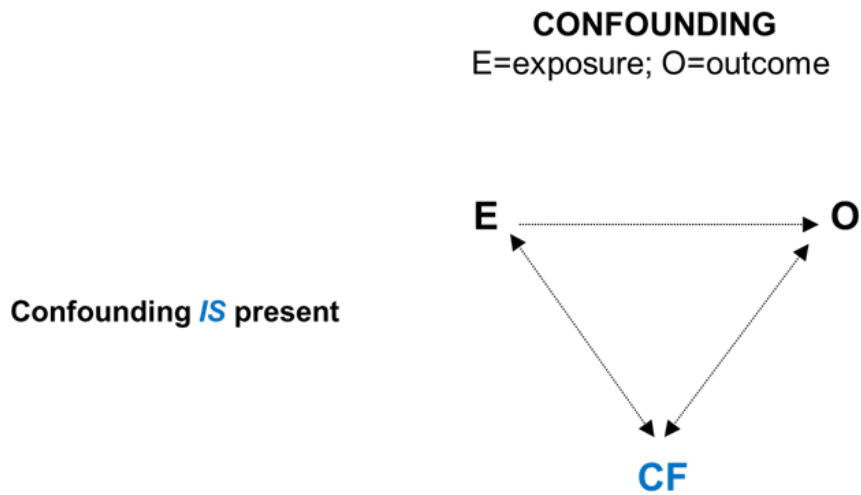 CONFOUNDING
E=exposure; O=outcome
E
O
Confounding IS present
CF